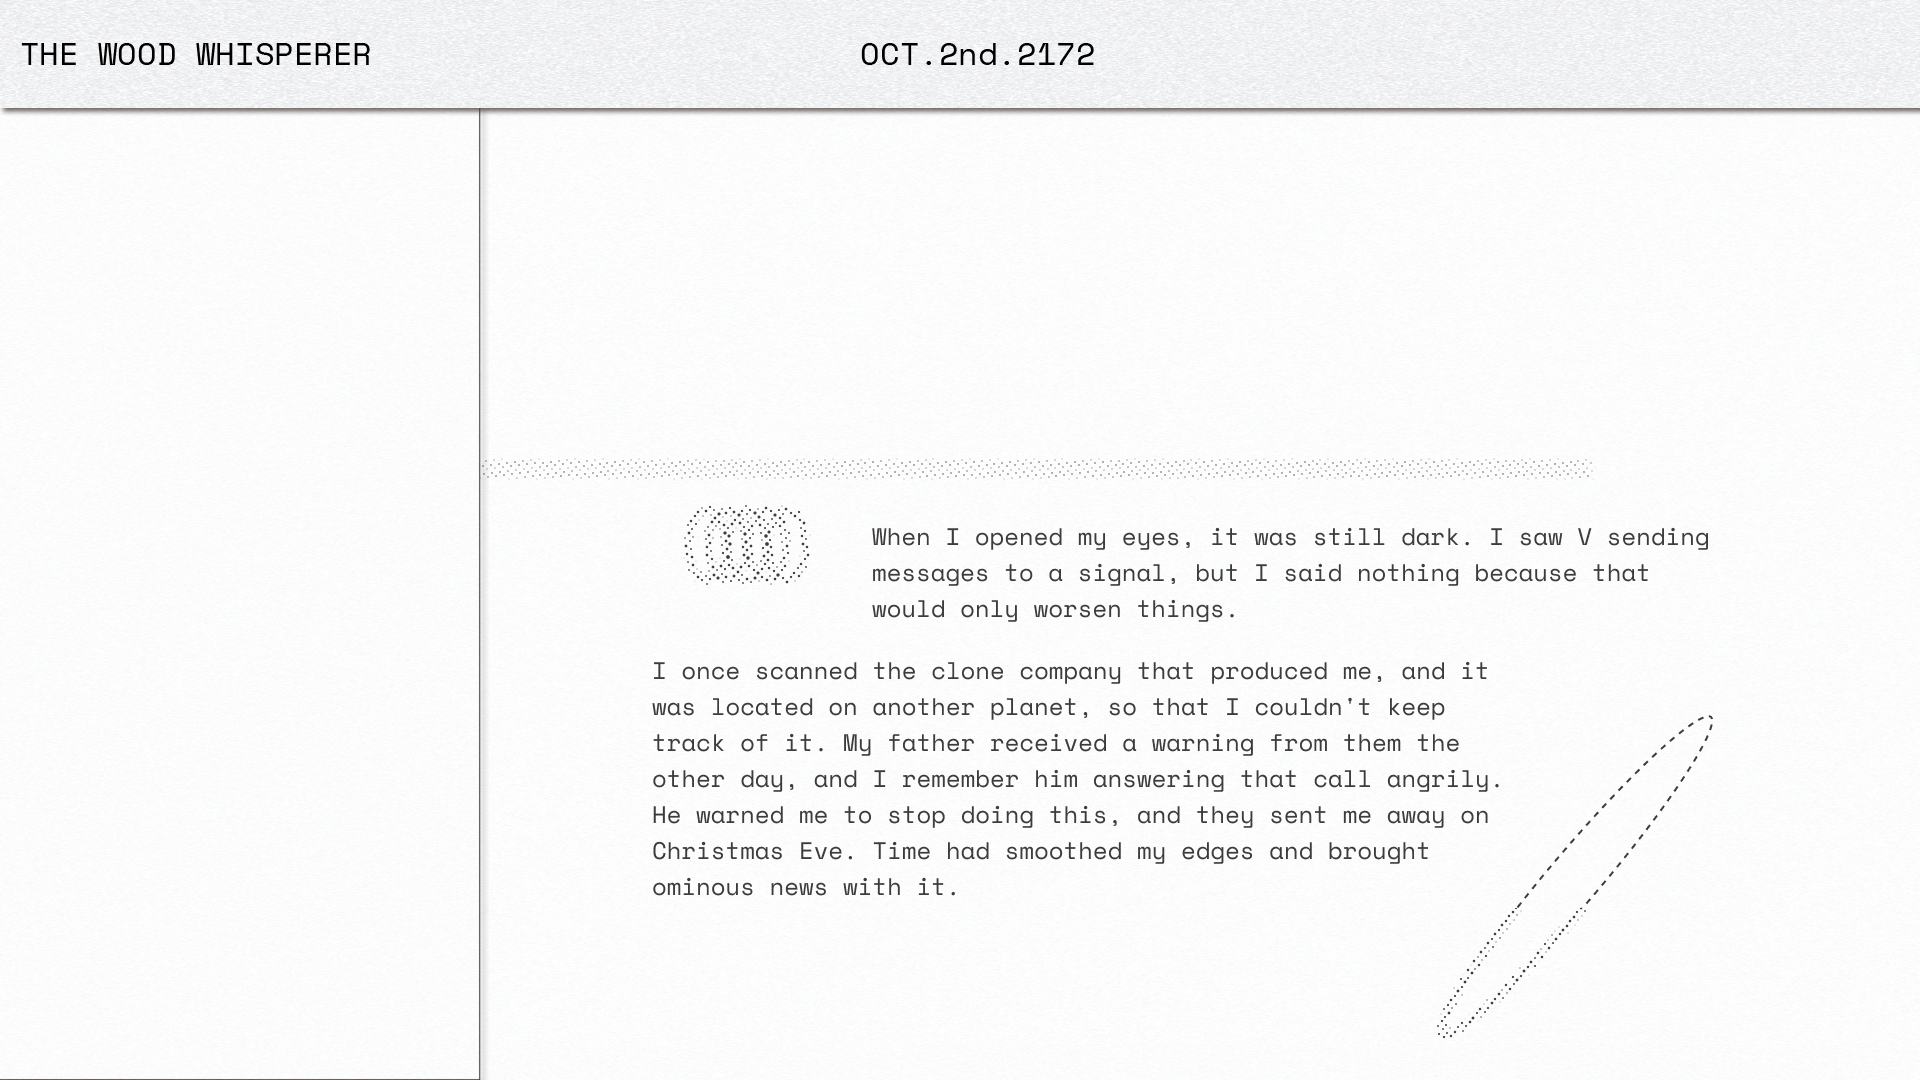 THE WOOD WHISPERER
OCT.2nd.2172
When I opened my eyes, it was still dark. I saw V sending
messages to a signal, but I said nothing because that
would only worsen things.
I once scanned the clone company that produced me, and it
was located on another planet, so that I couldn't keep
track of it. My father received a warning from them the
other day, and I remember him answering that call angrily.
He warned me to stop doing this, and they sent me away on
Christmas Eve. Time had smoothed my edges and brought
ominous news with it.